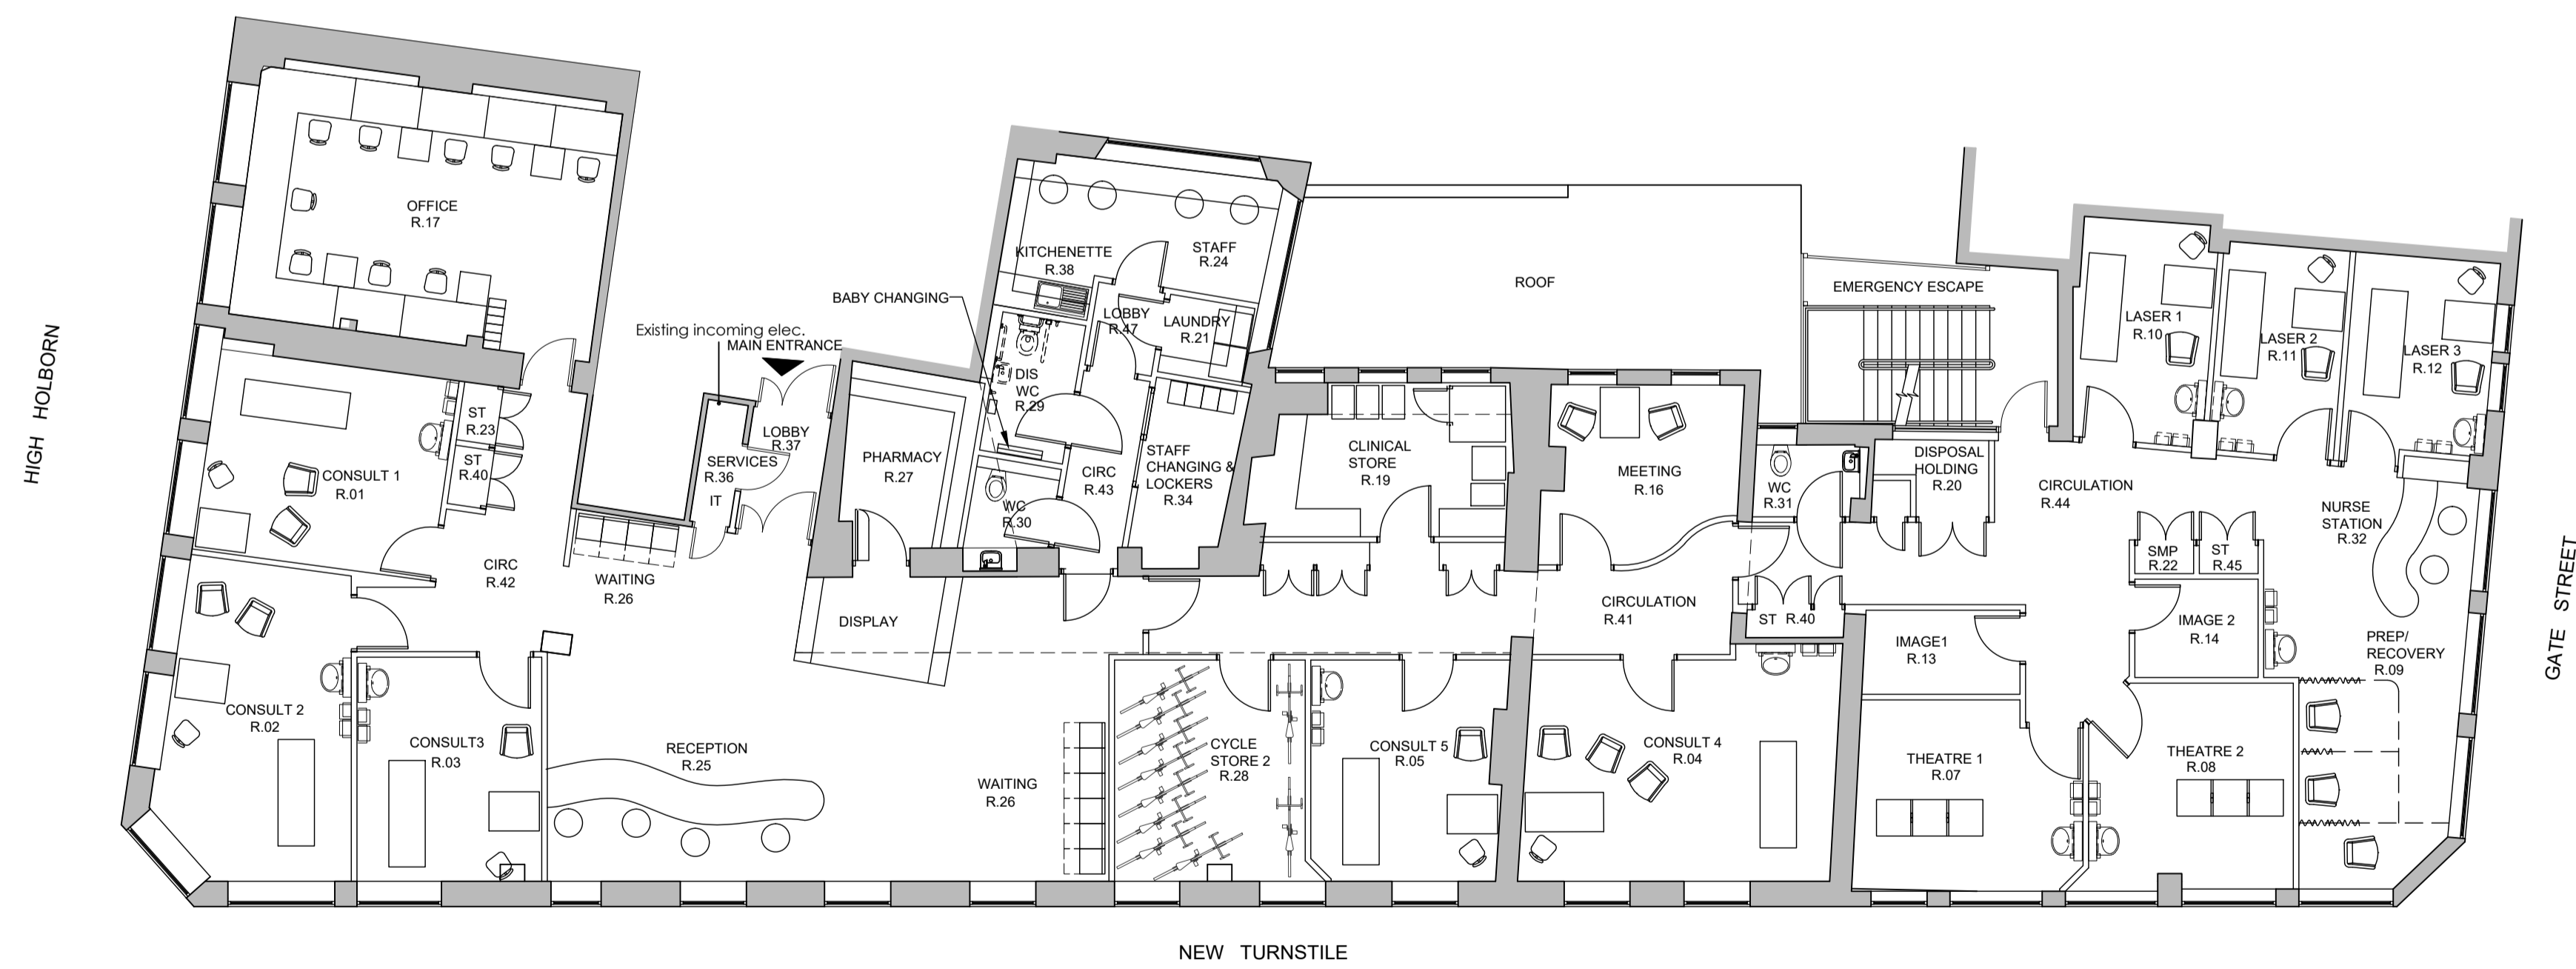 HIGH HOLBORN
OFFICE
R.17
CONSULT 1
R.01
ST
R.23
ST
R.40
CIRC
R.42
CONSULT 2
R.02
CONSULT3
R.03
Existing incoming elec.
MAIN ENTRANCE
BABY CHANGING
LOBBY
R.37
SERVICES
R.36
IT
WAITING
R.26
PHARMACY
R.27
DISPLAY
RECEPTION
R.25
WAITING
R.26
KITCHENETTE
R.38
STAFF
R.24
LOBBY
R.47
LAUNDRY
R.21
DIS
WC
R.29
WC
R.30
CIRC
R.43
STAFF
CHANGING &
LOCKERS
R.34
CYCLE
STORE 2
R.28
CONSULT 5
R.05
CLINICAL
STORE
R.19
ROOF
MEETING
R.16
CIRCULATION
R.41
CONSULT 4
R.04
EMERGENCY ESCAPE
WC
R.31
ST R.40
DISPOSAL
HOLDING
R.20
CIRCULATION
R.44
LASER 1
R.10
LASER 2
R.11
LASER 3
R.12
NURSE
STATION
R.32
SMP
R.22
ST
R.45
IMAGE1
R.13
IMAGE 2
R.14
PREP/
RECOVERY
R.09
THEATRE 1
R.07
THEATRE 2
R.08
GATE STREET
NEW TURNSTILE